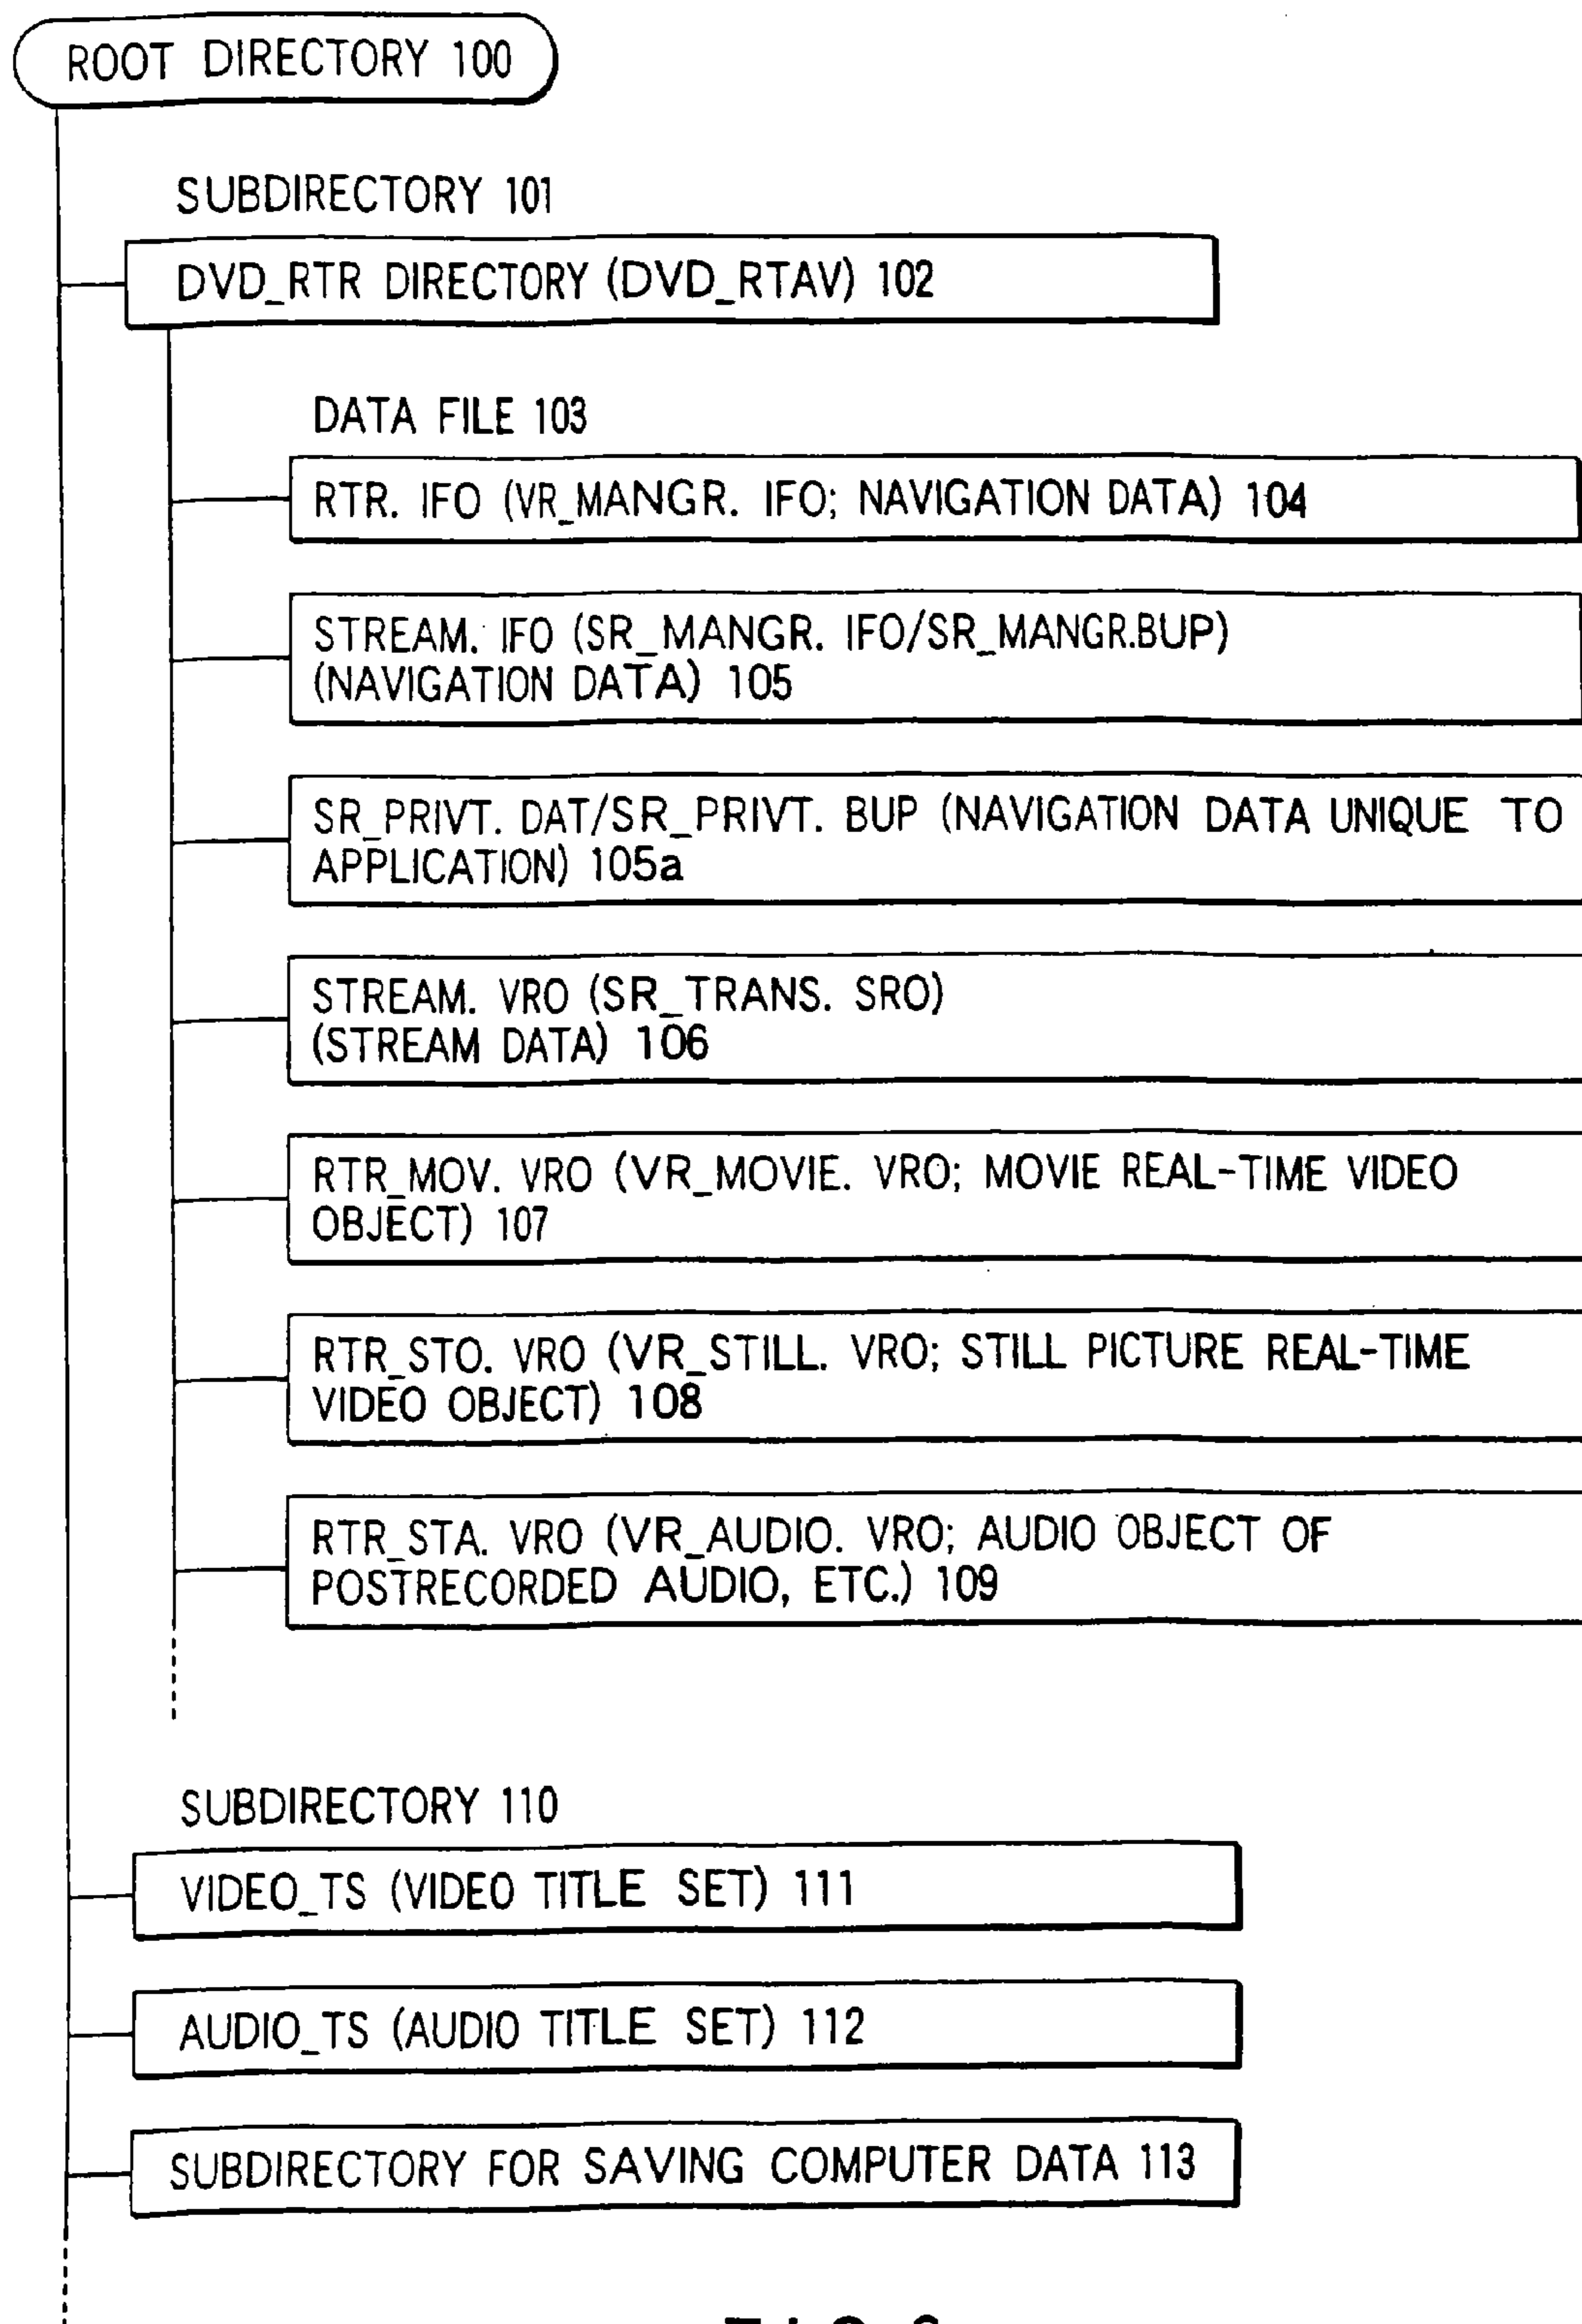 ROOT DIRECTORY 100
SUBDIRECTORY 101
DVD_RTR DIRECTORY (DVD_RTAV) 102
DATA FILE 103
RTR. IFO (VR_MANGR. IFO; NAVIGATION DATA) 104
STREAM. IFO (SR_MANGR. IFO/SR_MANGR.BUP)
(NAVIGATION DATA) 105
SR_PRIVT. DAT/SR_PRIVT. BUP (NAVIGATION DATA UNIQUE TO
APPLICATION) 105a
STREAM. VRO (SR_TRANS. SRO)
(STREAM DATA) 106
RTR_MOV. VRO (VR_MOVIE. VRO; MOVIE REAL-TIME VIDEO
OBJECT) 107
RTR_STO. VRO (VR_STILL. VRO; STILL PICTURE REAL-TIME
VIDEO OBJECT) 108
RTR_STA. VRO (VR_AUDIO. VRO; AUDIO OBJECT OF
POSTRECORDED AUDIO, ETC.) 109
SUBDIRECTORY 110
VIDEO_TS (VIDEO TITLE SET) 111
AUDIO_TS (AUDIO TITLE SET) 112
SUBDIRECTORY FOR SAVING COMPUTER DATA 113